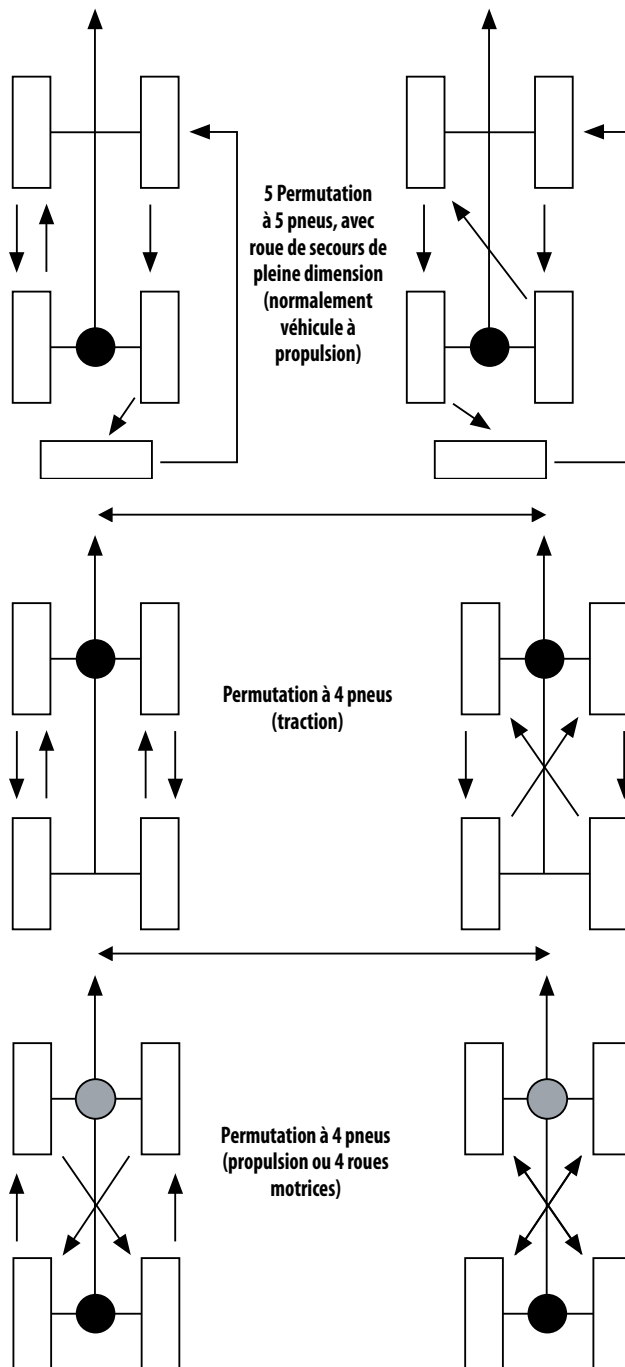 5 Permutation
à 5 pneus, avec
roue de secours de
pleine dimension
(normalement
véhicule à
propulsion)
Permutation à 4 pneus
(traction)
Permutation à 4 pneus
(propulsion ou 4 roues
motrices)